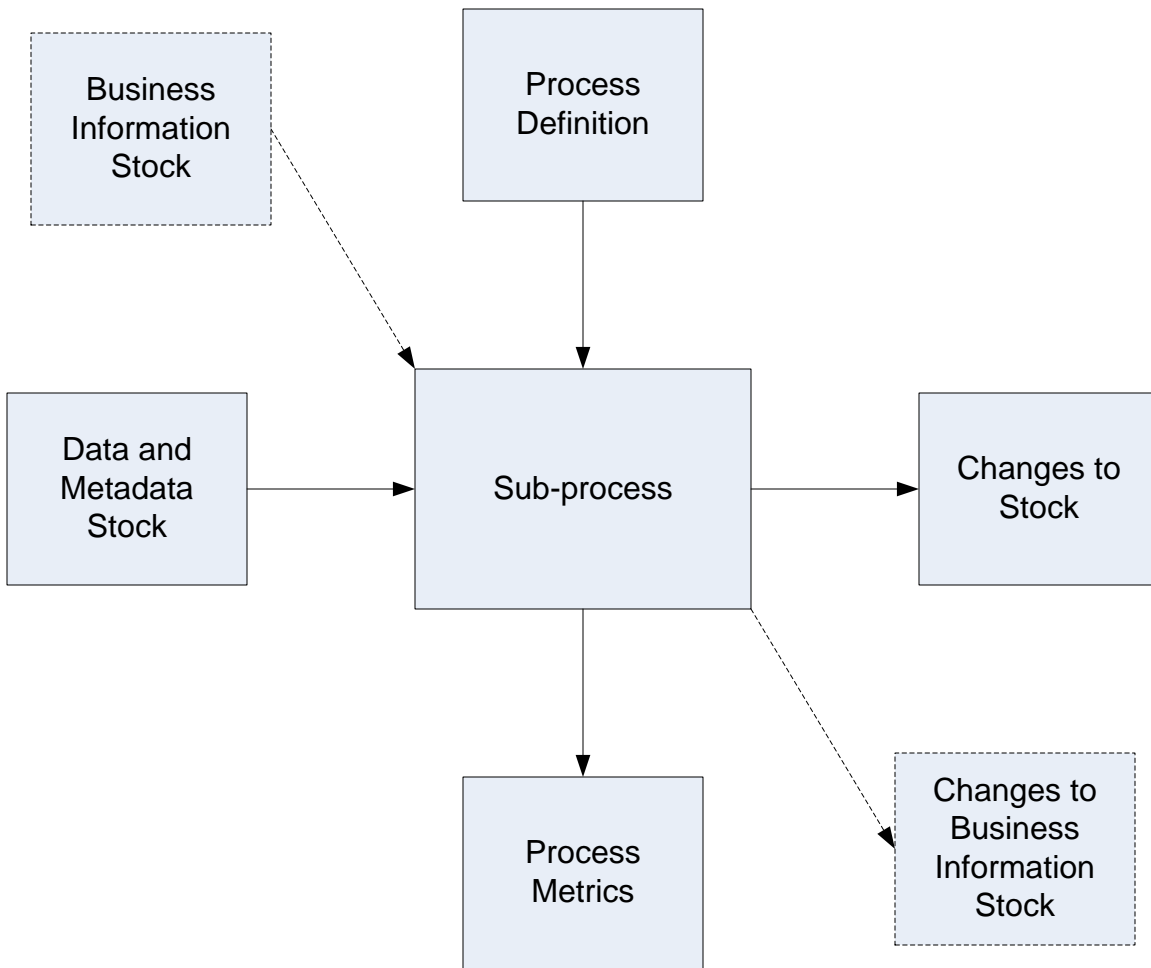 Business
Information
Stock
Process
Definition
Data and
Metadata
Stock
Sub-process
Changes to
Stock
Process
Metrics
Changes to
Business
Information
Stock